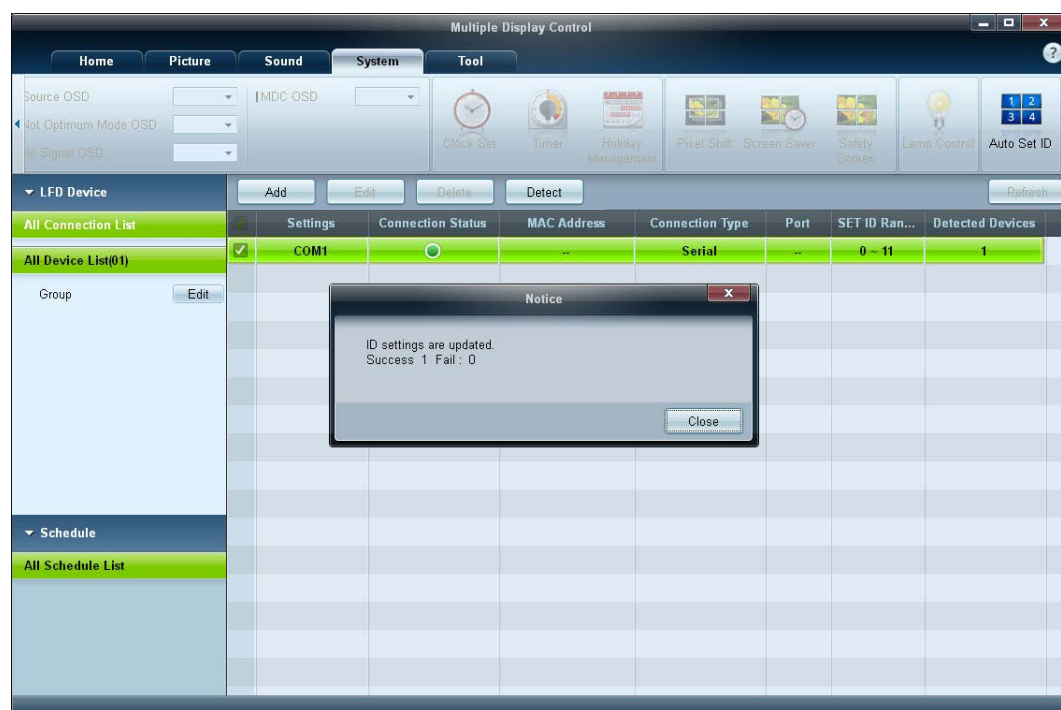 Multiple Display Control
Home Picture Sound System Tool
Source OSD
MDC OSD
Not Optimum Mode OSD
No Signal OSD
Clock Set
Timer
Holiday Management
Pixel Shift
Screen Saver
Safety Screen
Lamp Control
1 2
3 4
Auto Set ID
LFD Device
Add Edit Delete Detect Refresh
All Connection List
Settings Connection Status MAC Address Connection Type Port SET ID Ran... Detected Devices
All Device List(01)
COM1 -- Serial -- 0 ~ 11 1
Group Edit
Notice
ID settings are updated.
Success 1 Fail : 0
Close
Schedule
All Schedule List